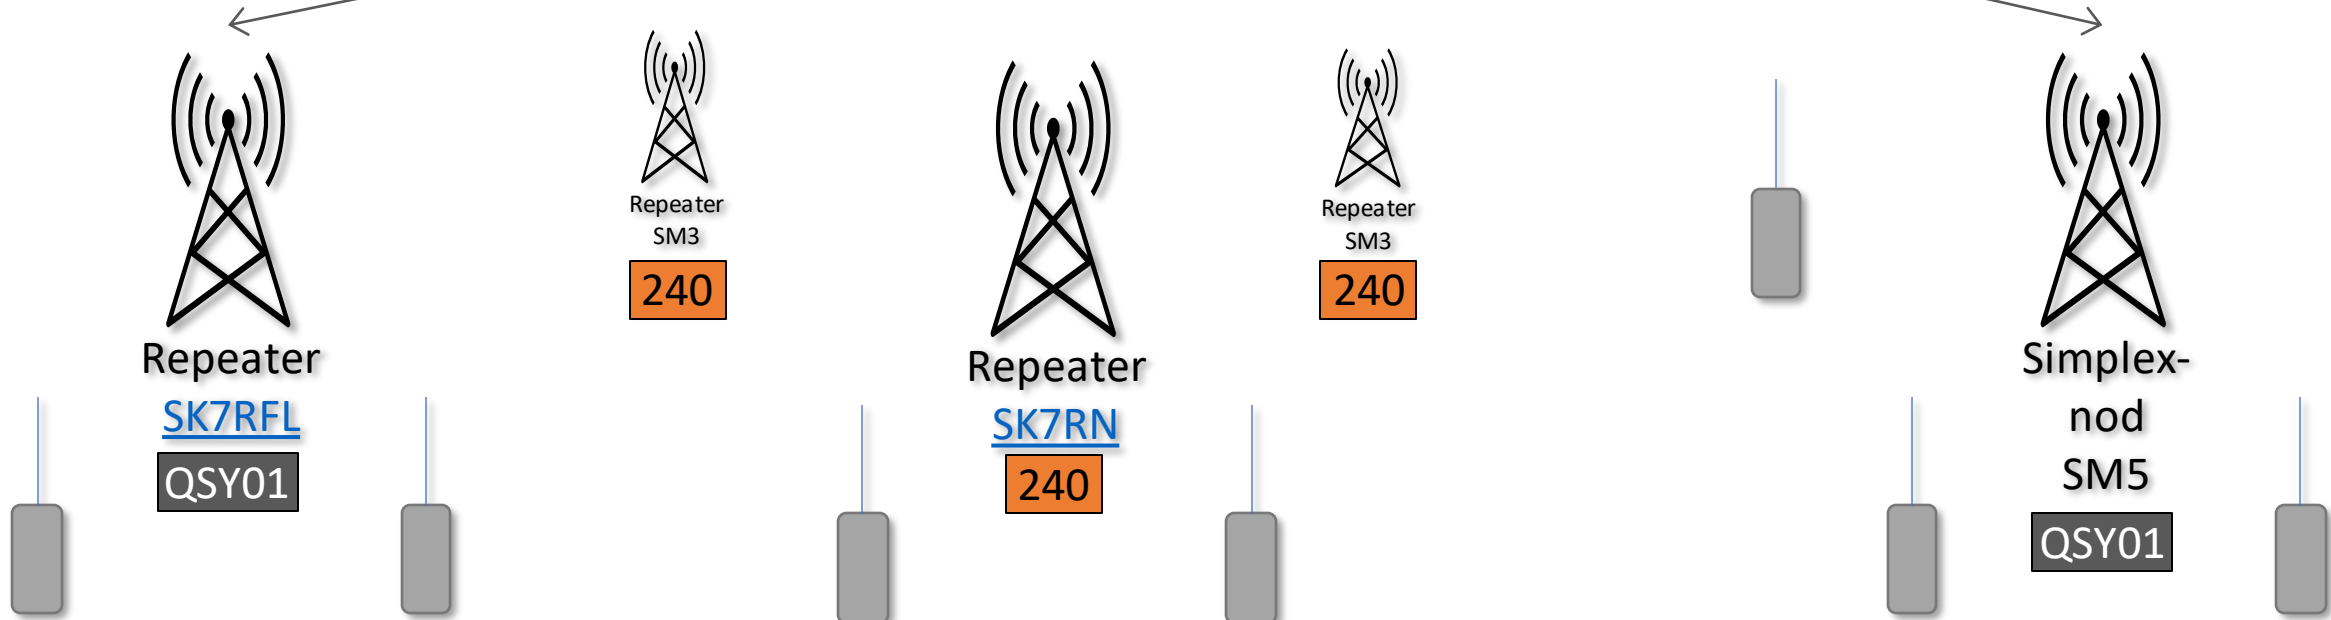 Repeater
SK7RFL
QSY01
Repeater
SM3
240
Repeater
SK7RN
240
Repeater
SM3
240
Simplex-
nod
SM5
QSY01